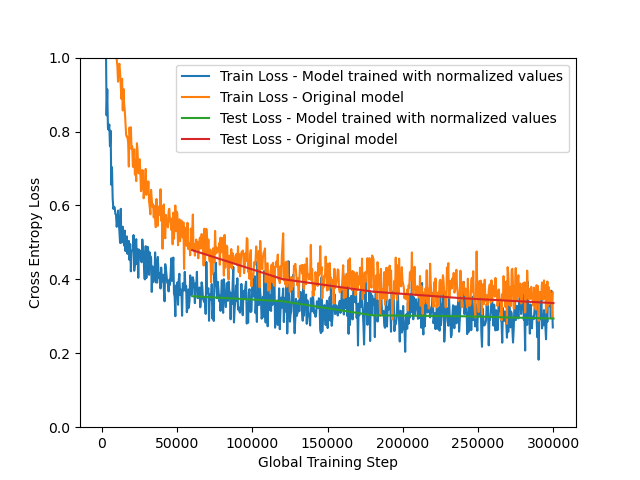 Train Loss - Model trained with normalized values
Train Loss - Original model
Test Loss - Model trained with normalized values
Test Loss - Original model
Cross Entropy Loss
1.0
0.8
0.6
0.4
0.2
0.0
0 50000 100000 150000 200000 250000 300000
Global Training Step